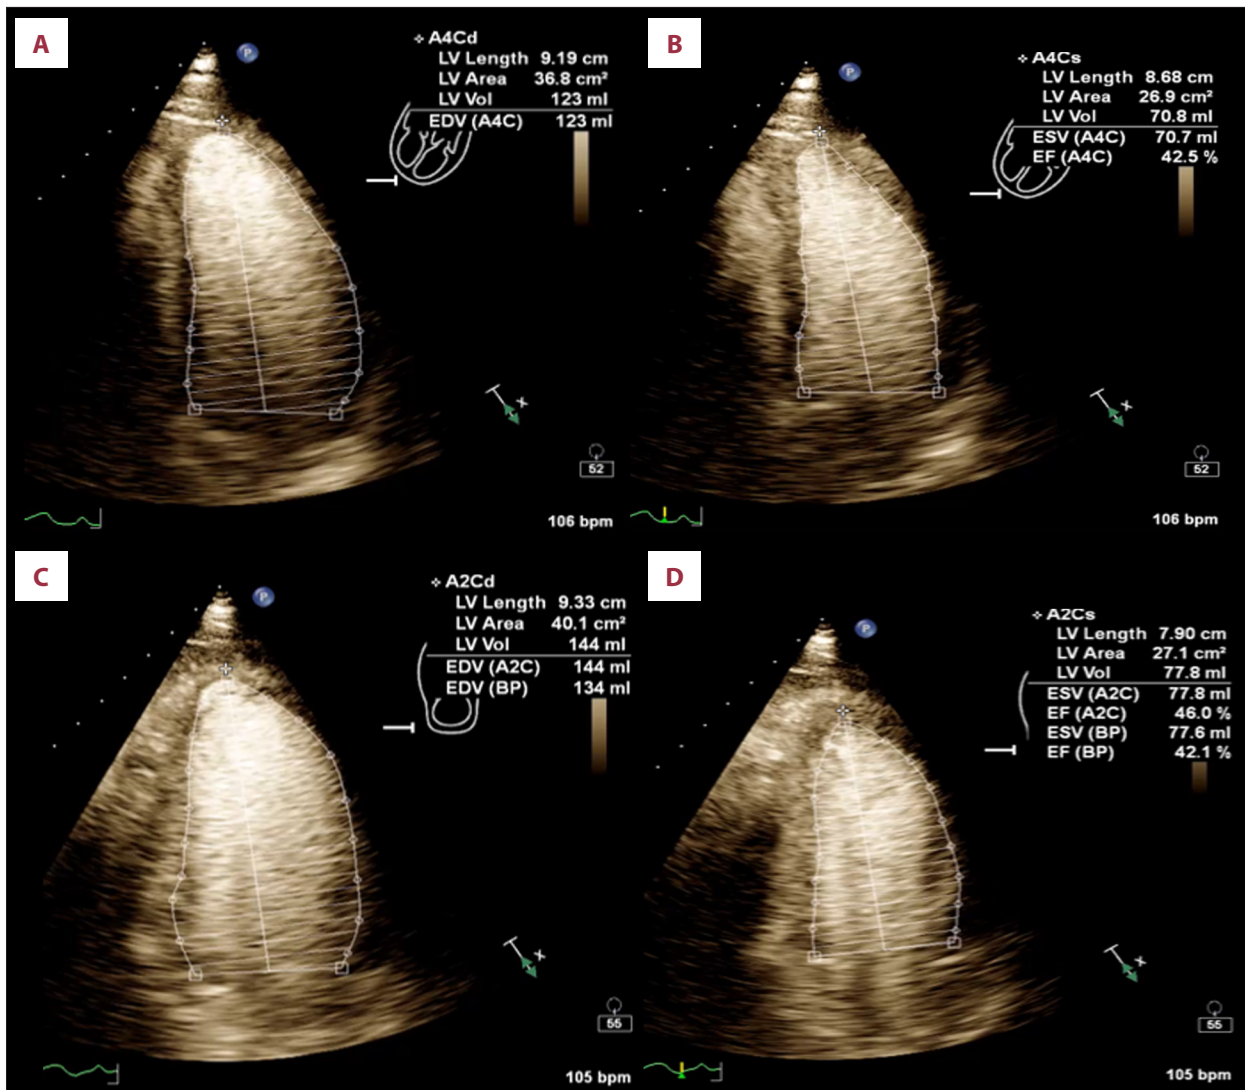 A
P
A4Cd
LV Length 9.19 cm
LV Area 36.8 cm²
LV Vol 123 ml
EDV (A4C) 123 ml
x
52
106 bpm
B
P
A4Cs
LV Length 8.68 cm
LV Area 26.9 cm²
LV Vol 70.8 ml
ESV (A4C) 70.7 ml
EF (A4C) 42.5 %
x
52
106 bpm
C
P
A2Cd
LV Length 9.33 cm
LV Area 40.1 cm²
LV Vol 144 ml
EDV (A2C) 144 ml
EDV (BP) 134 ml
x
55
105 bpm
D
P
A2Cs
LV Length 7.90 cm
LV Area 27.1 cm²
LV Vol 77.8 ml
ESV (A2C) 77.8 ml
EF (A2C) 46.0 %
ESV (BP) 77.6 ml
EF (BP) 42.1 %
x
55
105 bpm